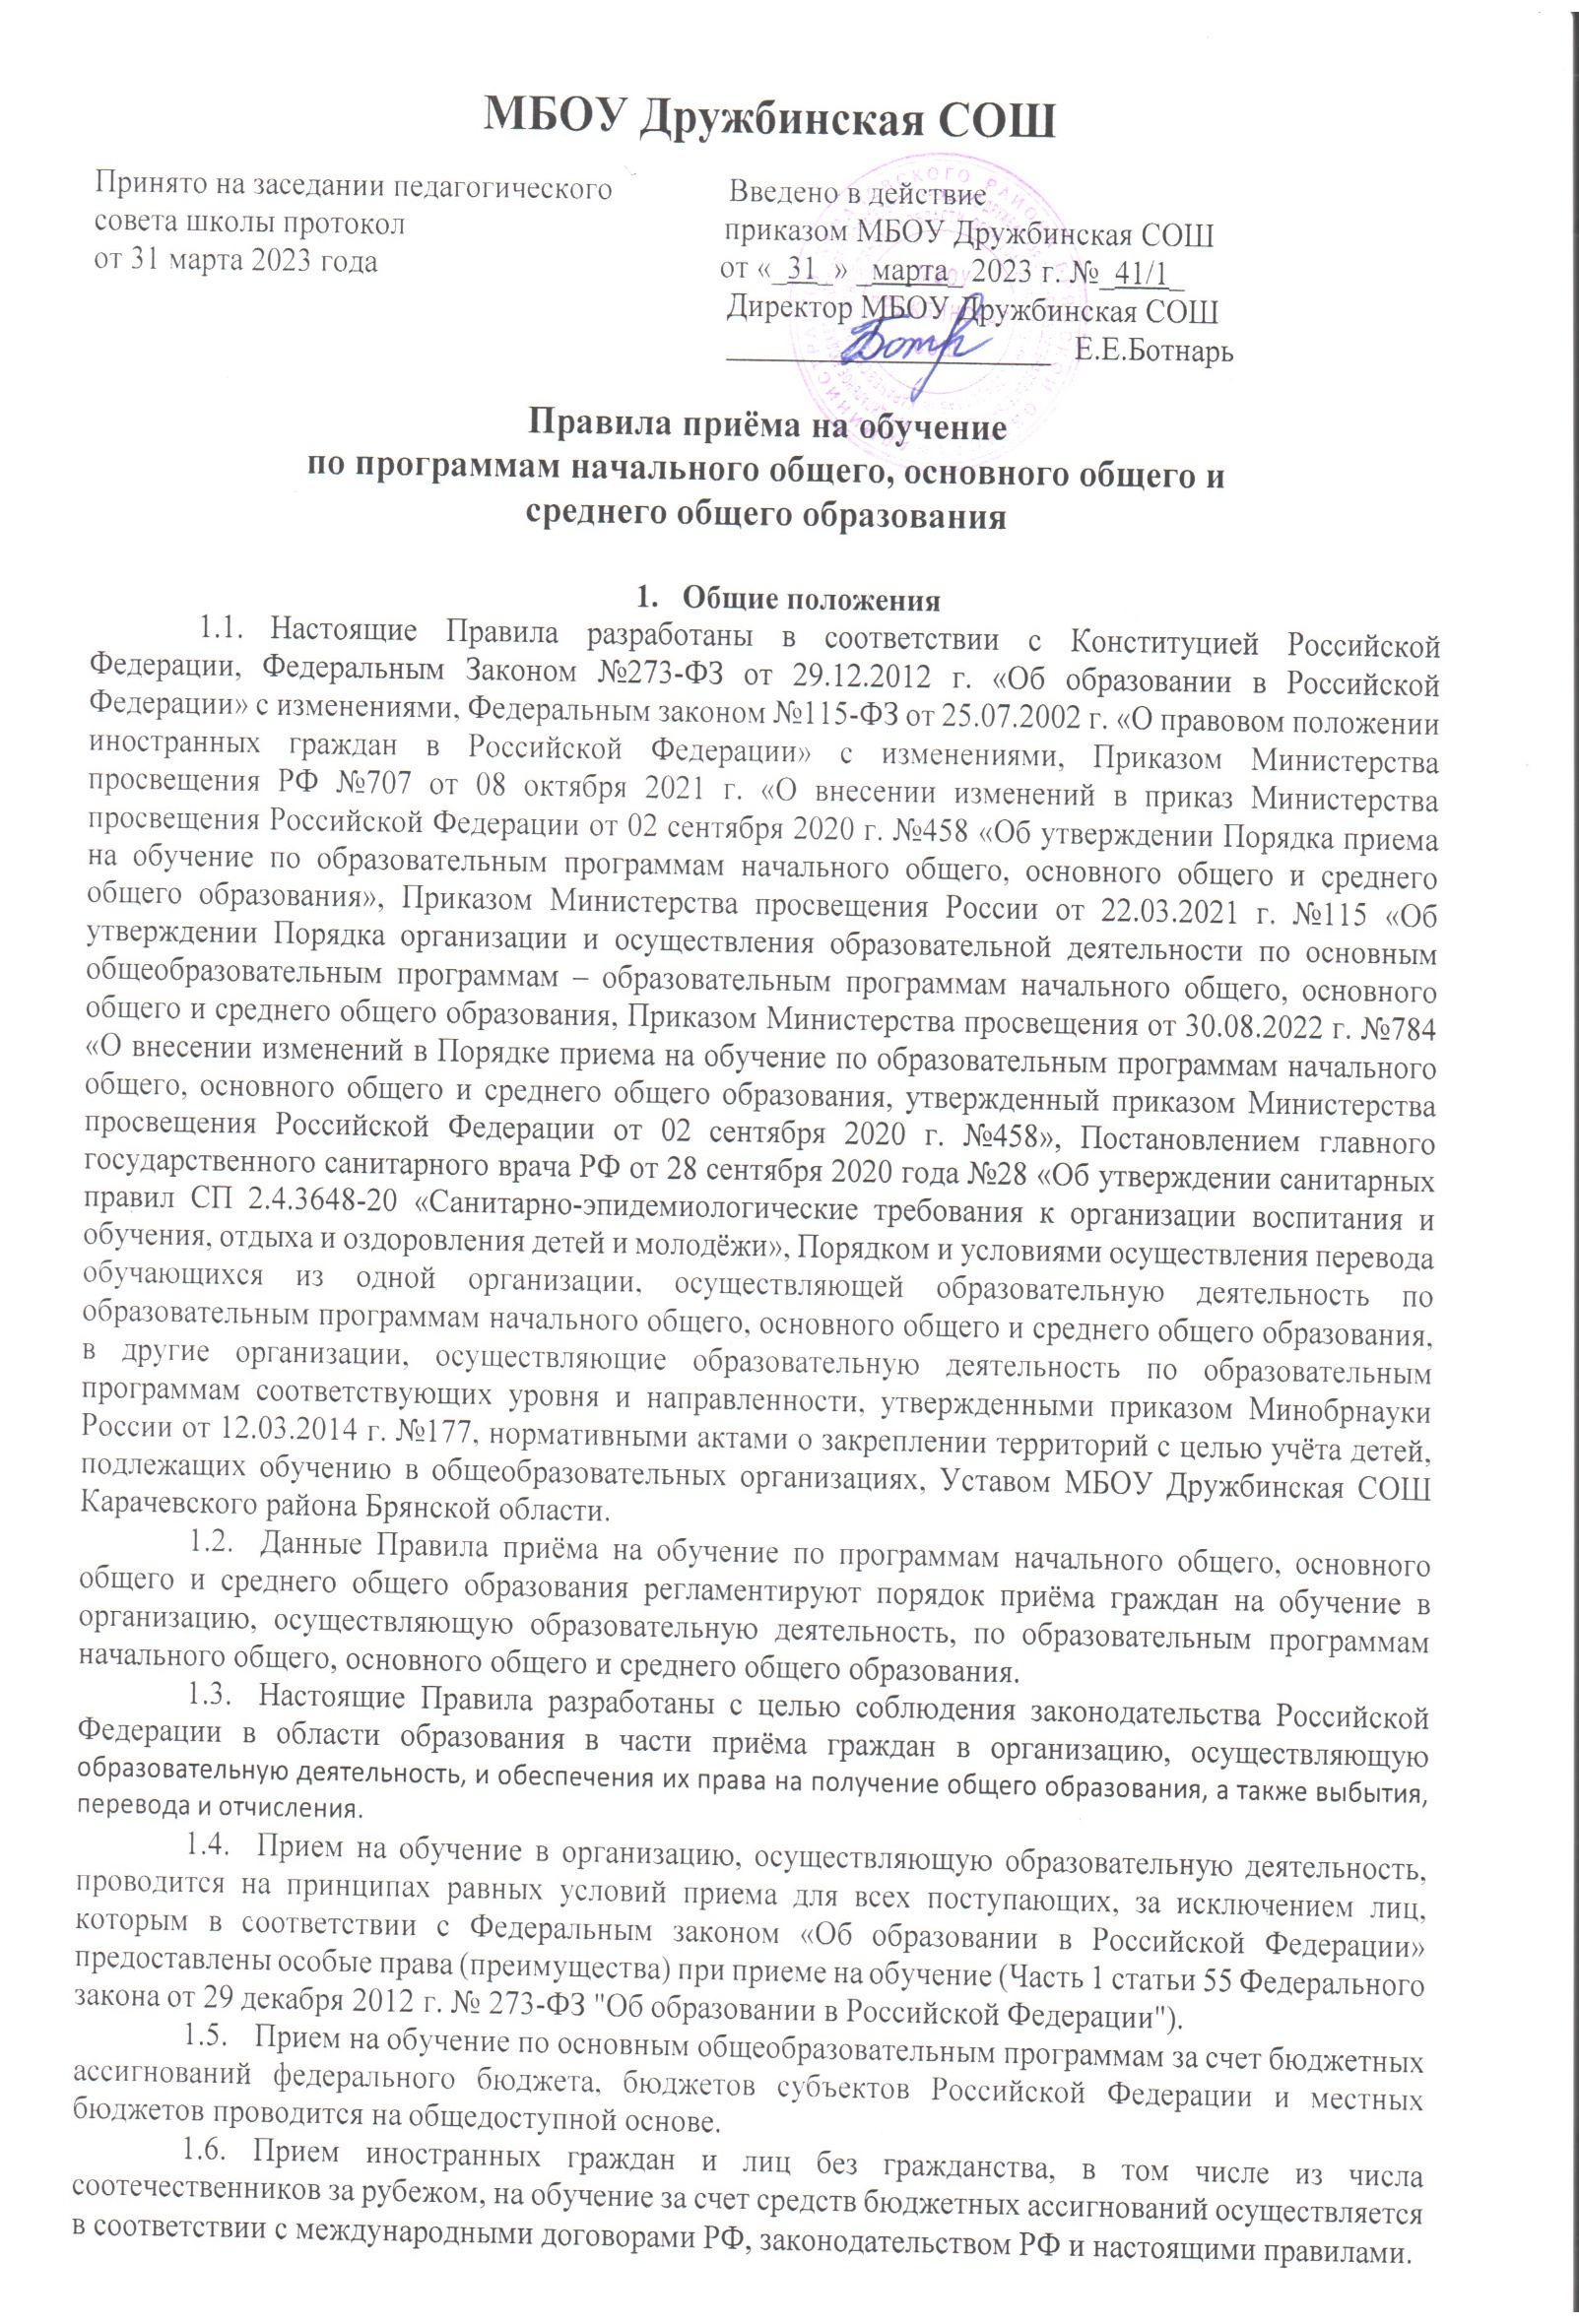 МБОУ Дружбинская СОШ
Принято на заседании педагогического
совета школы протокол
от 31 марта 2023 года
Введено в действие
приказом МБОУ Дружбинская СОШ
от «_31_» _марта_ 2023 г. №_41/1_
Директор МБОУ Дружбинская СОШ
Е.Е.Ботнарь
Правила приёма на обучение
по программам начального общего, основного общего и
среднего общего образования
1. Общие положения
1.1. Настоящие Правила разработаны в соответствии с Конституцией Российской
Федерации, Федеральным Законом №273-ФЗ от 29.12.2012 г. «Об образовании в Российской
Федерации» с изменениями, Федеральным законом №115-ФЗ от 25.07.2002 г. «О правовом положении
иностранных граждан в Российской Федерации» с изменениями, Приказом Министерства
просвещения РФ №707 от 08 октября 2021 г. «О внесении изменений в приказ Министерства
просвещения Российской Федерации от 02 сентября 2020 г. №458 «Об утверждении Порядка приема
на обучение по образовательным программам начального общего, основного общего и среднего
общего образования», Приказом Министерства просвещения России от 22.03.2021 г. №115 «Об
утверждении Порядка организации и осуществления образовательной деятельности по основным
общеобразовательным программам – образовательным программам начального общего, основного
общего и среднего общего образования, Приказом Министерства просвещения от 30.08.2022 г. №784
«О внесении изменений в Порядке приема на обучение по образовательным программам начального
общего, основного общего и среднего общего образования, утвержденный приказом Министерства
просвещения Российской Федерации от 02 сентября 2020 г. №458», Постановлением главного
государственного санитарного врача РФ от 28 сентября 2020 года №28 «Об утверждении санитарных
правил СП 2.4.3648-20 «Санитарно-эпидемиологические требования к организации воспитания и
обучения, отдыха и оздоровления детей и молодёжи», Порядком и условиями осуществления перевода
обучающихся из одной организации, осуществляющей образовательную деятельность по
образовательным программам начального общего, основного общего и среднего общего образования,
в другие организации, осуществляющие образовательную деятельность по образовательным
программам соответствующих уровня и направленности, утвержденными приказом Минобрнауки
России от 12.03.2014 г. №177, нормативными актами о закреплении территорий с целью учёта детей,
подлежащих обучению в общеобразовательных организациях, Уставом МБОУ Дружбинская СОШ
Карачевского района Брянской области.
1.2. Данные Правила приёма на обучение по программам начального общего, основного
общего и среднего общего образования регламентируют порядок приёма граждан на обучение в
организацию, осуществляющую образовательную деятельность, по образовательным программам
начального общего, основного общего и среднего общего образования.
1.3. Настоящие Правила разработаны с целью соблюдения законодательства Российской
Федерации в области образования в части приёма граждан в организацию, осуществляющую
образовательную деятельность, и обеспечения их права на получение общего образования, а также выбытия,
перевода и отчисления.
1.4. Прием на обучение в организацию, осуществляющую образовательную деятельность,
проводится на принципах равных условий приема для всех поступающих, за исключением лиц,
которым в соответствии с Федеральным законом «Об образовании в Российской Федерации»
предоставлены особые права (преимущества) при приеме на обучение (Часть 1 статьи 55 Федерального
закона от 29 декабря 2012 г. № 273-ФЗ "Об образовании в Российской Федерации").
1.5. Прием на обучение по основным общеобразовательным программам за счет бюджетных
ассигнований федерального бюджета, бюджетов субъектов Российской Федерации и местных
бюджетов проводится на общедоступной основе.
1.6. Прием иностранных граждан и лиц без гражданства, в том числе из числа
соотечественников за рубежом, на обучение за счет средств бюджетных ассигнований осуществляется
в соответствии с международными договорами РФ, законодательством РФ и настоящими правилами.